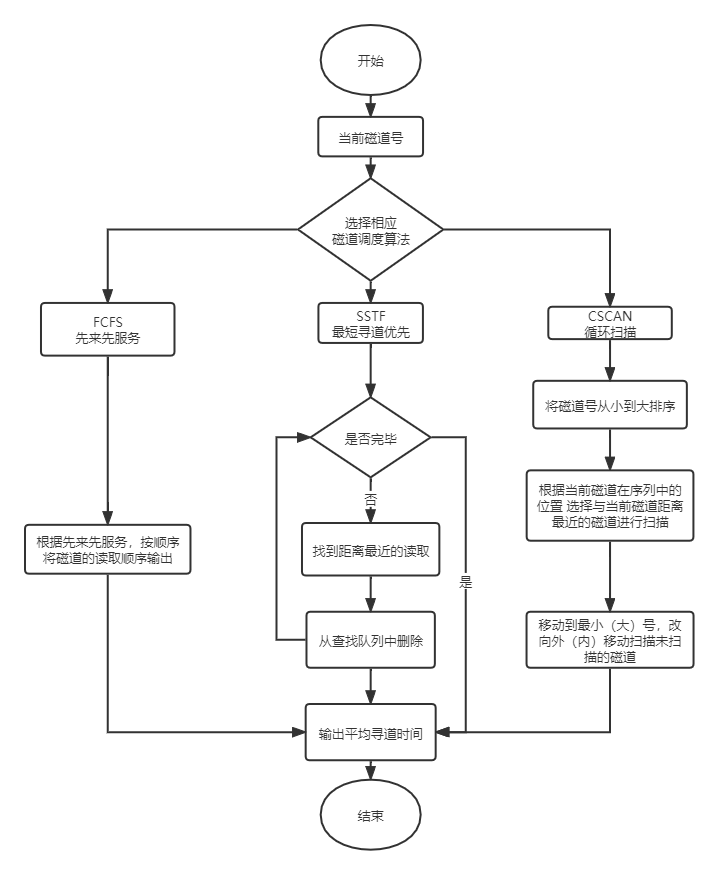 开始
当前磁道号
选择相应
磁道调度算法
FCFS
先来先服务
SSTF
最短寻道优先
CSCAN
循环扫描
将磁道号从小到大排序
是否完毕
否
根据当前磁道在序列中的
位置 选择与当前磁道距离
最近的磁道进行扫描
根据先来先服务，按顺序
将磁道的读取顺序输出
找到距离最近的读取
是
从查找队列中删除
移动到最小（大）号，改
向外（内）移动扫描未扫
描的磁道
输出平均寻道时间
结束